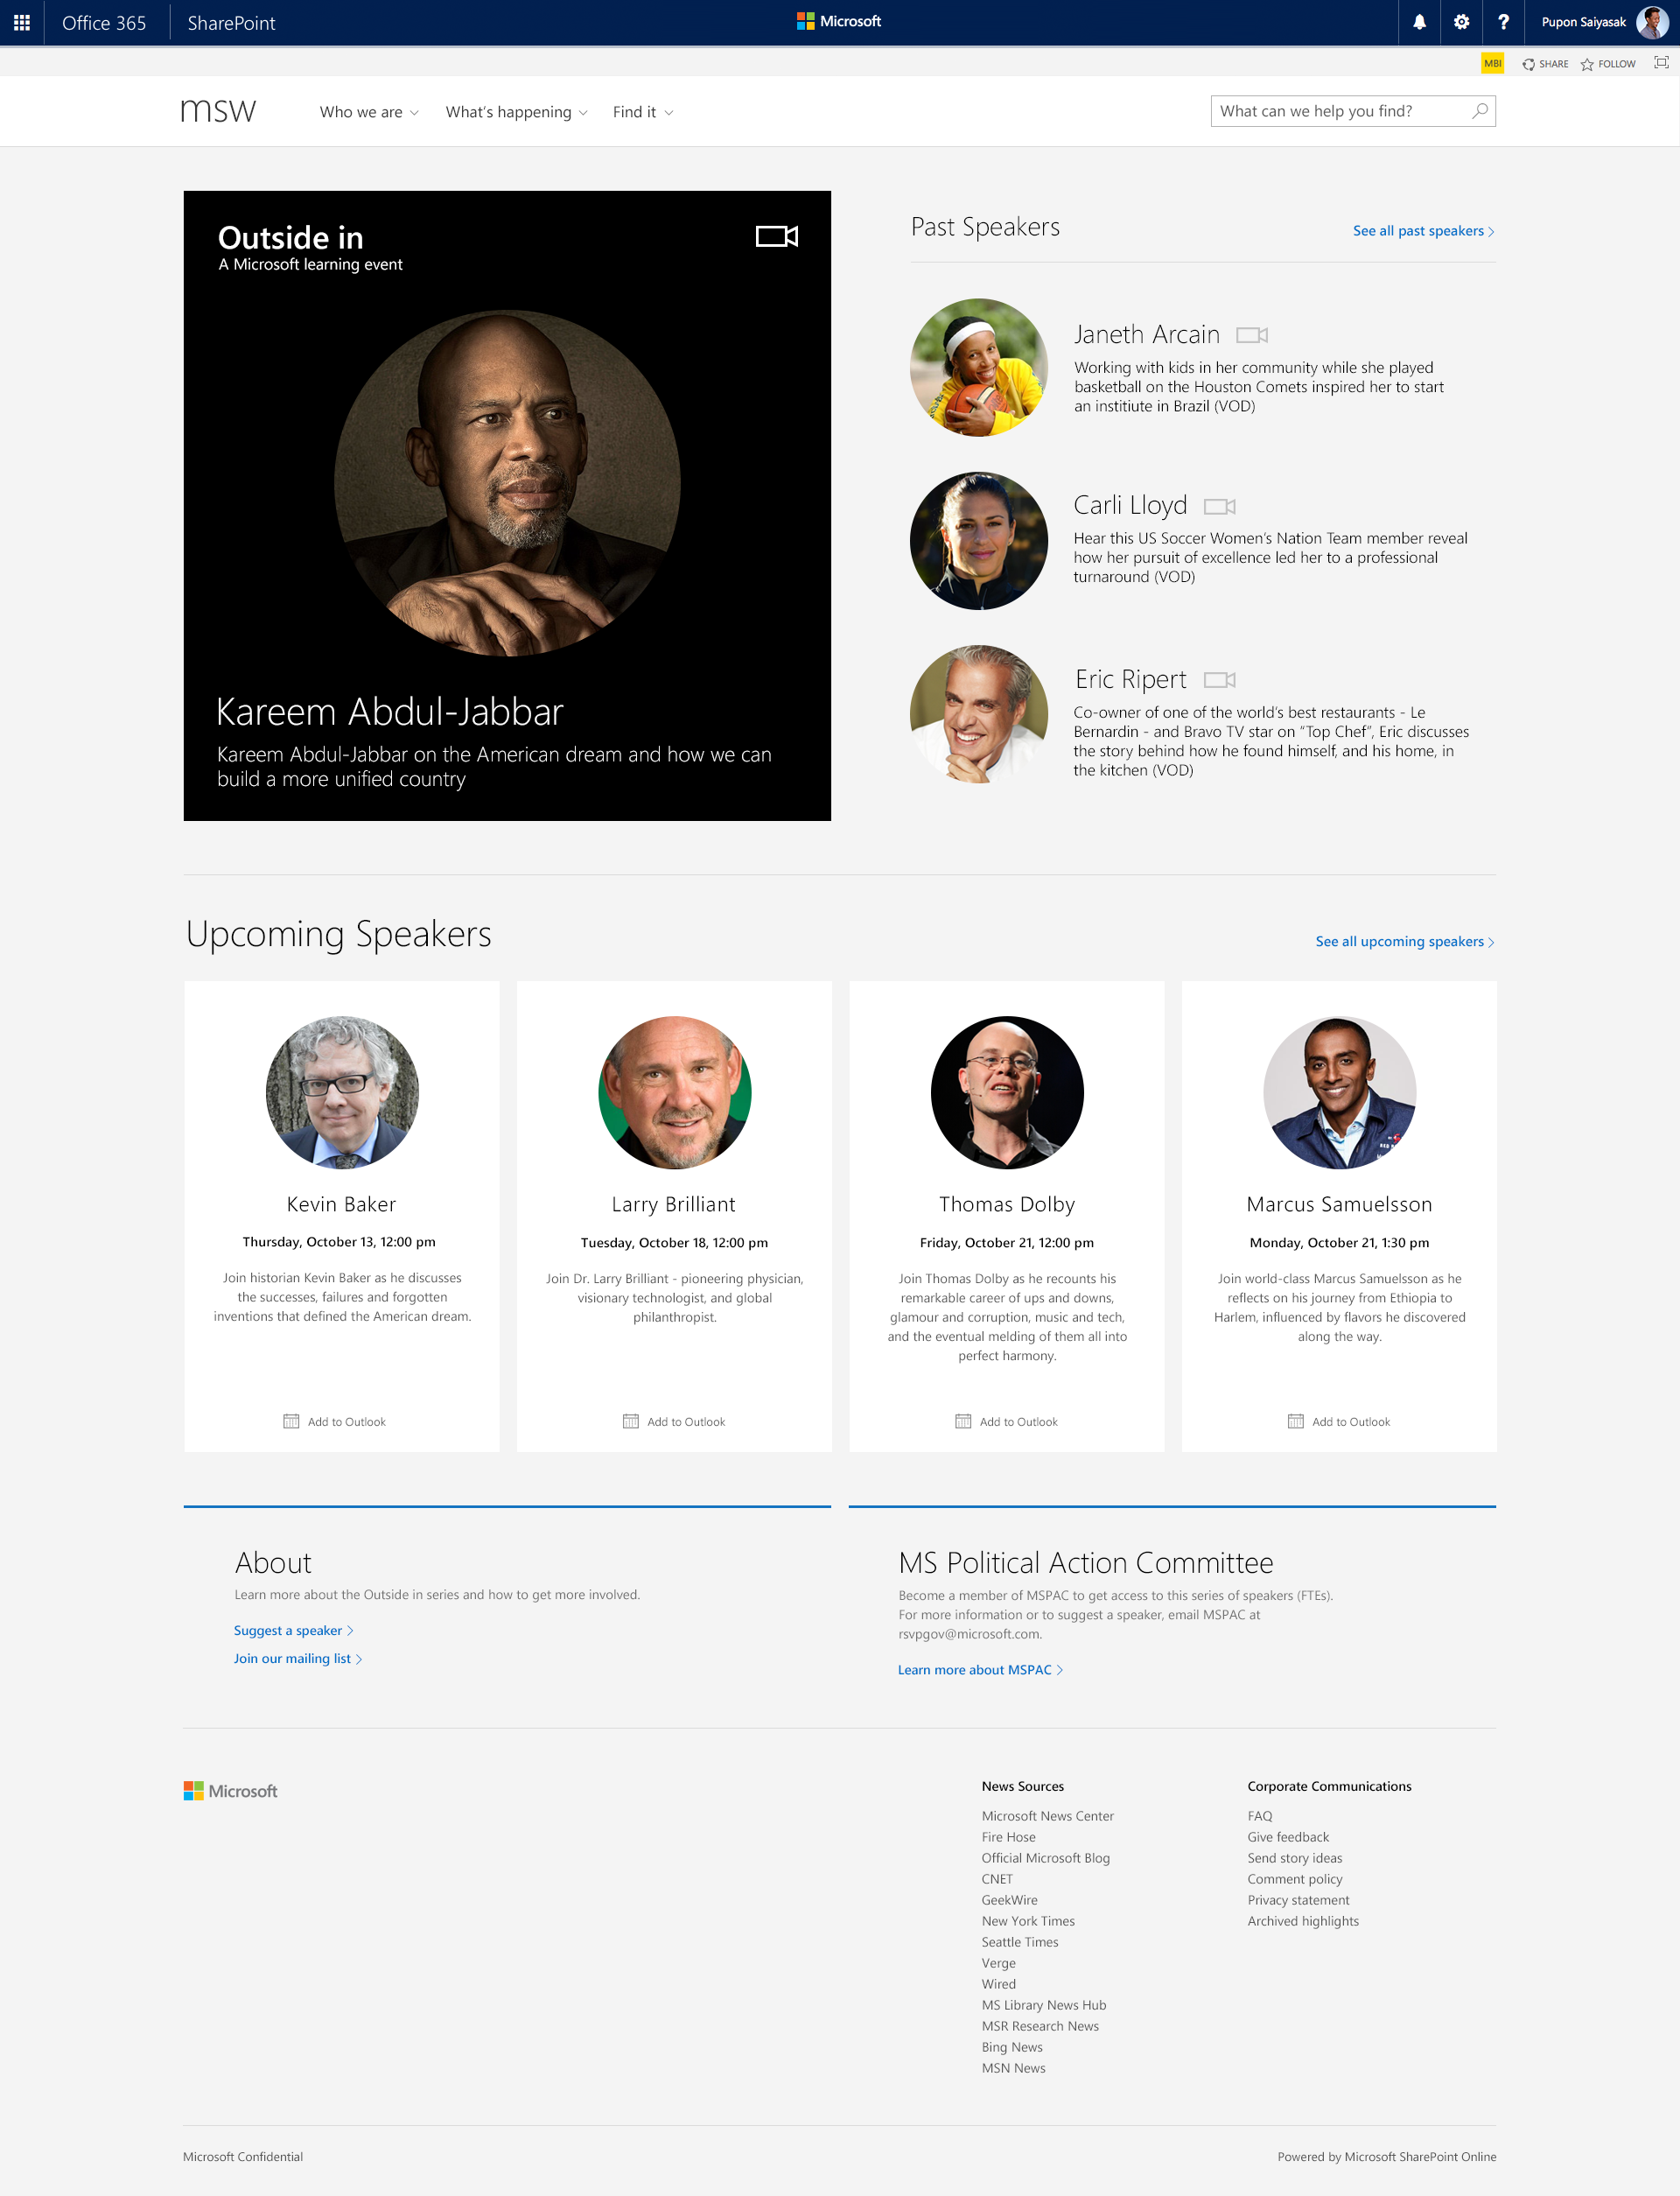 Office 365
SharePoint
Microsoft
?
Pupon Saiyasak
MBI
SHARE
FOLLOW
msw
Who we are
What's happening
Find it
What can we help you find?
Outside in
A Microsoft learning event
Kareem Abdul-Jabbar
Kareem Abdul-Jabbar on the American dream and how we can
build a more unified country
Past Speakers
See all past speakers
Janeth Arcain
Working with kids in her community while she played
basketball on the Houston Comets inspired her to start
an institiute in Brazil (VOD)
Carli Lloyd
Hear this US Soccer Women's Nation Team member reveal
how her pursuit of excellence led her to a professional
turnaround (VOD)
Eric Ripert
Co-owner of one of the world's best restaurants - Le
Bernardin - and Bravo TV star on "Top Chef", Eric discusses
the story behind how he found himself, and his home, in
the kitchen (VOD)
Upcoming Speakers
See all upcoming speakers
Kevin Baker
Thursday, October 13, 12:00 pm
Join historian Kevin Baker as he discusses
the successes, failures and forgotten
inventions that defined the American dream.
Add to Outlook
Larry Brilliant
Tuesday, October 18, 12:00 pm
Join Dr. Larry Brilliant - pioneering physician,
visionary technologist, and global
philanthropist.
Add to Outlook
Thomas Dolby
Friday, October 21, 12:00 pm
Join Thomas Dolby as he recounts his
remarkable career of ups and downs,
glamour and corruption, music and tech,
and the eventual melding of them all into
perfect harmony.
Add to Outlook
Marcus Samuelsson
Monday, October 21, 1:30 pm
Join world-class Marcus Samuelsson as he
reflects on his journey from Ethiopia to
Harlem, influenced by flavors he discovered
along the way.
Add to Outlook
About
Learn more about the Outside in series and how to get more involved.
Suggest a speaker
Join our mailing list
MS Political Action Committee
Become a member of MSPAC to get access to this series of speakers (FTEs).
For more information or to suggest a speaker, email MSPAC at
rsvpgov@microsoft.com.
Learn more about MSPAC
Microsoft
News Sources
Microsoft News Center
Fire Hose
Official Microsoft Blog
CNET
GeekWire
New York Times
Seattle Times
Verge
Wired
MS Library News Hub
MSR Research News
Bing News
MSN News
Corporate Communications
FAQ
Give feedback
Send story ideas
Comment policy
Privacy statement
Archived highlights
Microsoft Confidential
Powered by Microsoft SharePoint Online